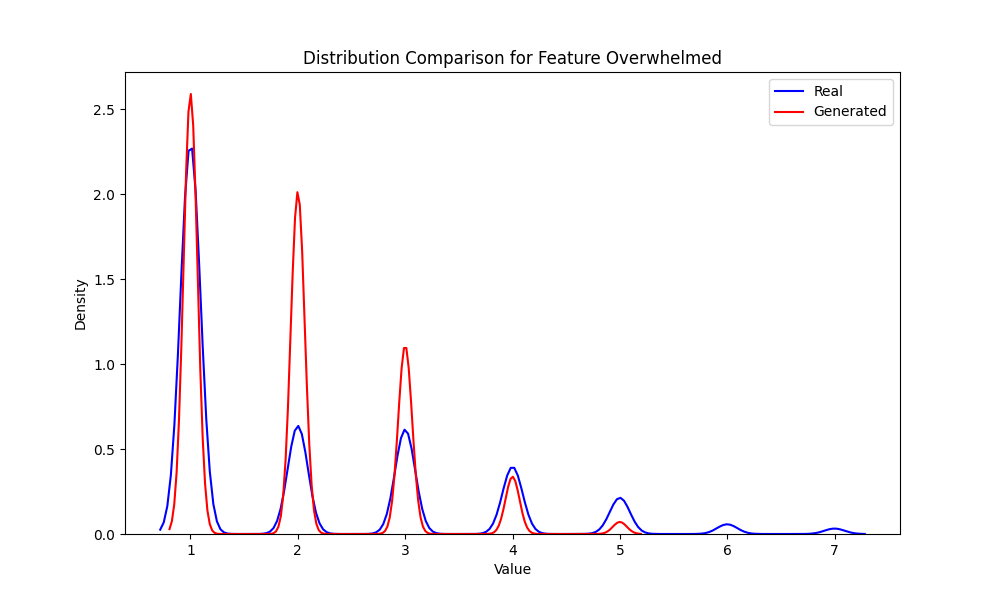 Distribution Comparison for Feature Overwhelmed
Real
Generated
2.5
2.0
1.5
1.0
0.5
0.0
Density
1 2 3 4 5 6 7
Value